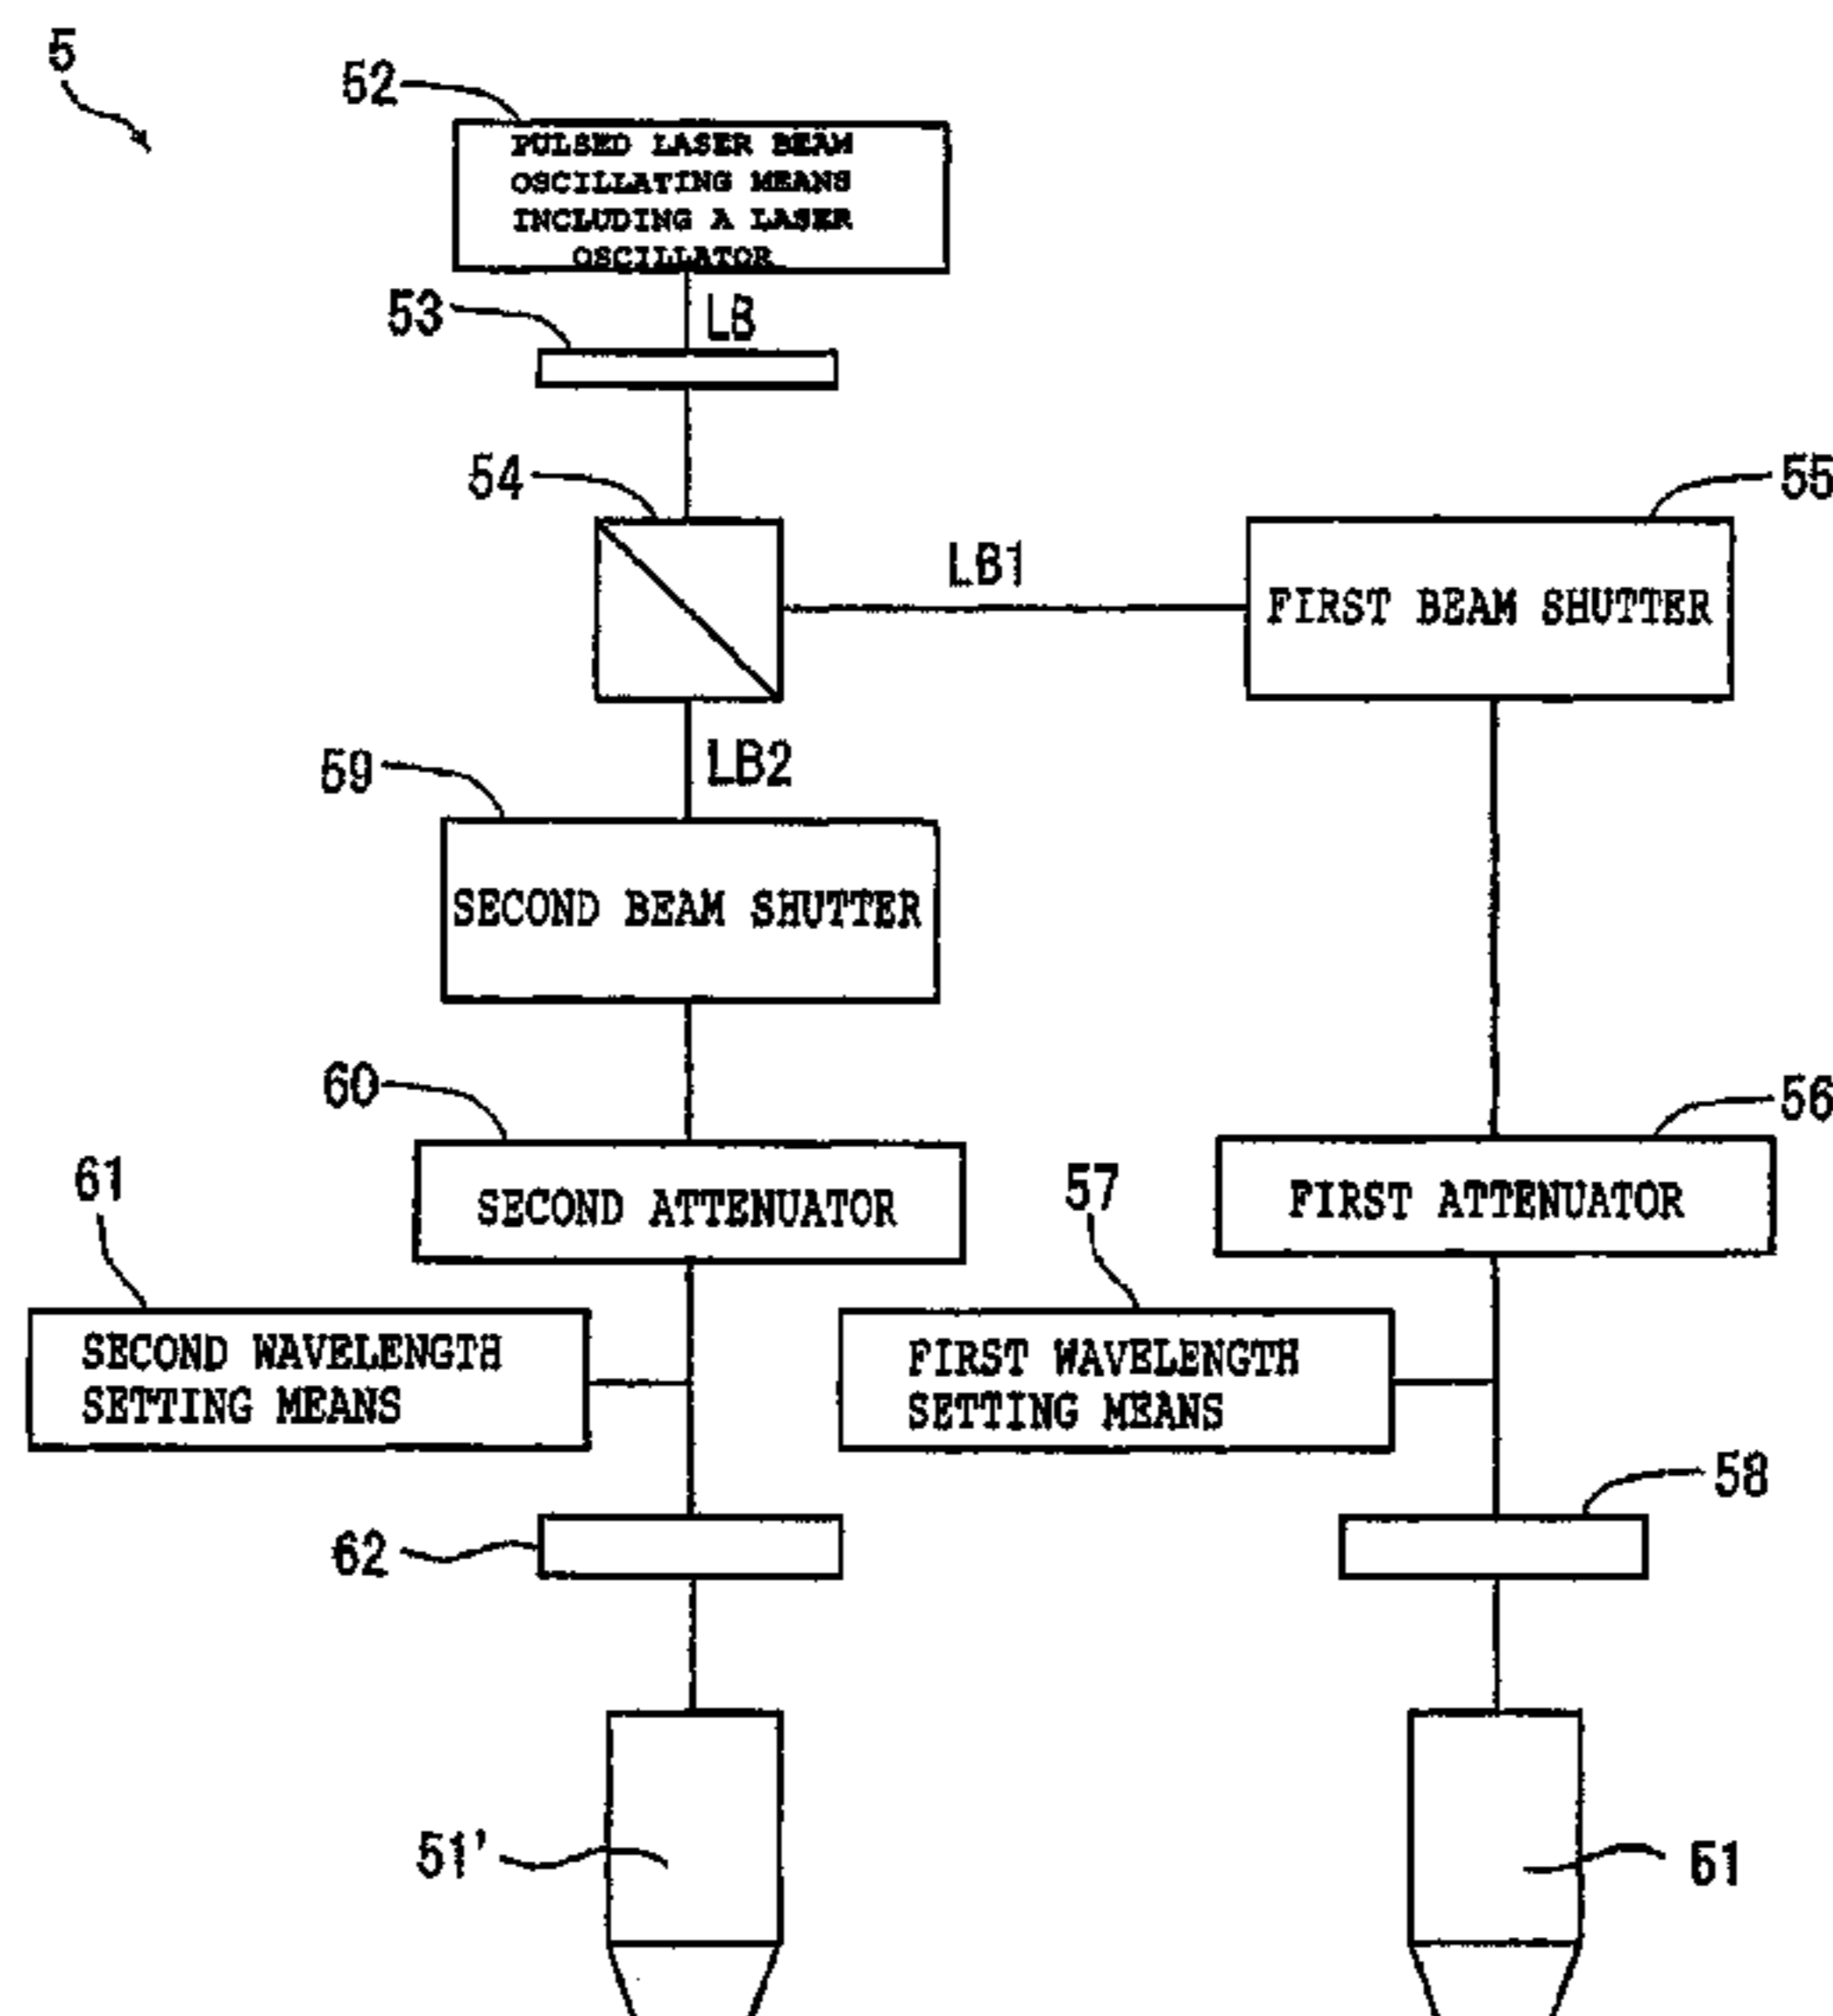 5
52
PULSED LASER BEAM
OSCILLATING MEANS
INCLUDING A LASER
OSCILLATOR
53
LB
54
55
LB1
FIRST BEAM SHUTTER
59
LB2
SECOND BEAM SHUTTER
60
56
SECOND ATTENUATOR
FIRST ATTENUATOR
61
57
SECOND WAVELENGTH
SETTING MEANS
FIRST WAVELENGTH
SETTING MEANS
58
62
51'
51